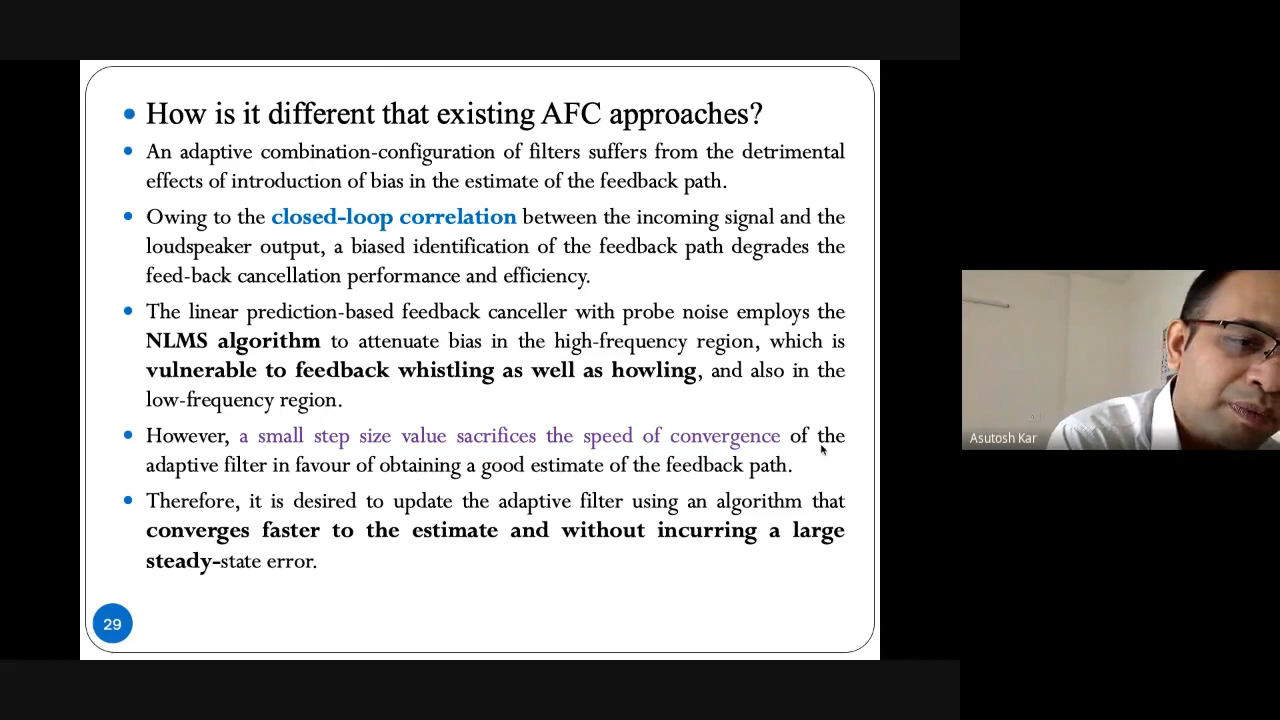 How is it different that existing AFC approaches?
An adaptive combination-configuration of filters suffers from the detrimental
effects of introduction of bias in the estimate of the feedback path.
Owing to the closed-loop correlation between the incoming signal and the
loudspeaker output, a biased identification of the feedback path degrades the
feed-back cancellation performance and efficiency.
The linear prediction-based feedback canceller with probe noise employs the
NLMS algorithm to attenuate bias in the high-frequency region, which is
vulnerable to feedback whistling as well as howling, and also in the
low-frequency region.
However, a small step size value sacrifices the speed of convergence of the
adaptive filter in favour of obtaining a good estimate of the feedback path.
Therefore, it is desired to update the adaptive filter using an algorithm that
converges faster to the estimate and without incurring a large
steady-state error.
29
Asutosh Kar